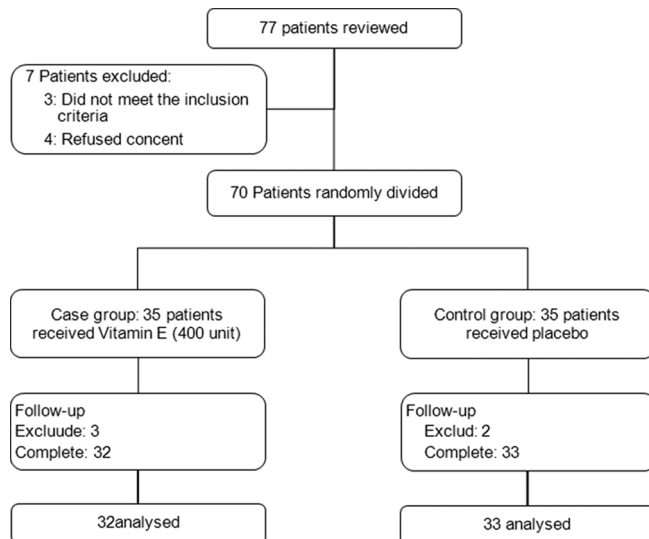 77 patients reviewed
7 Patients excluded:
3: Did not meet the inclusion
criteria
4: Refused concent
70 Patients randomly divided
Case group: 35 patients
received Vitamin E (400 unit)
Control group: 35 patients
received placebo
Follow-up
Excluude: 3
Complete: 32
Follow-up
Exclud: 2
Complete: 33
32analysed
33 analysed